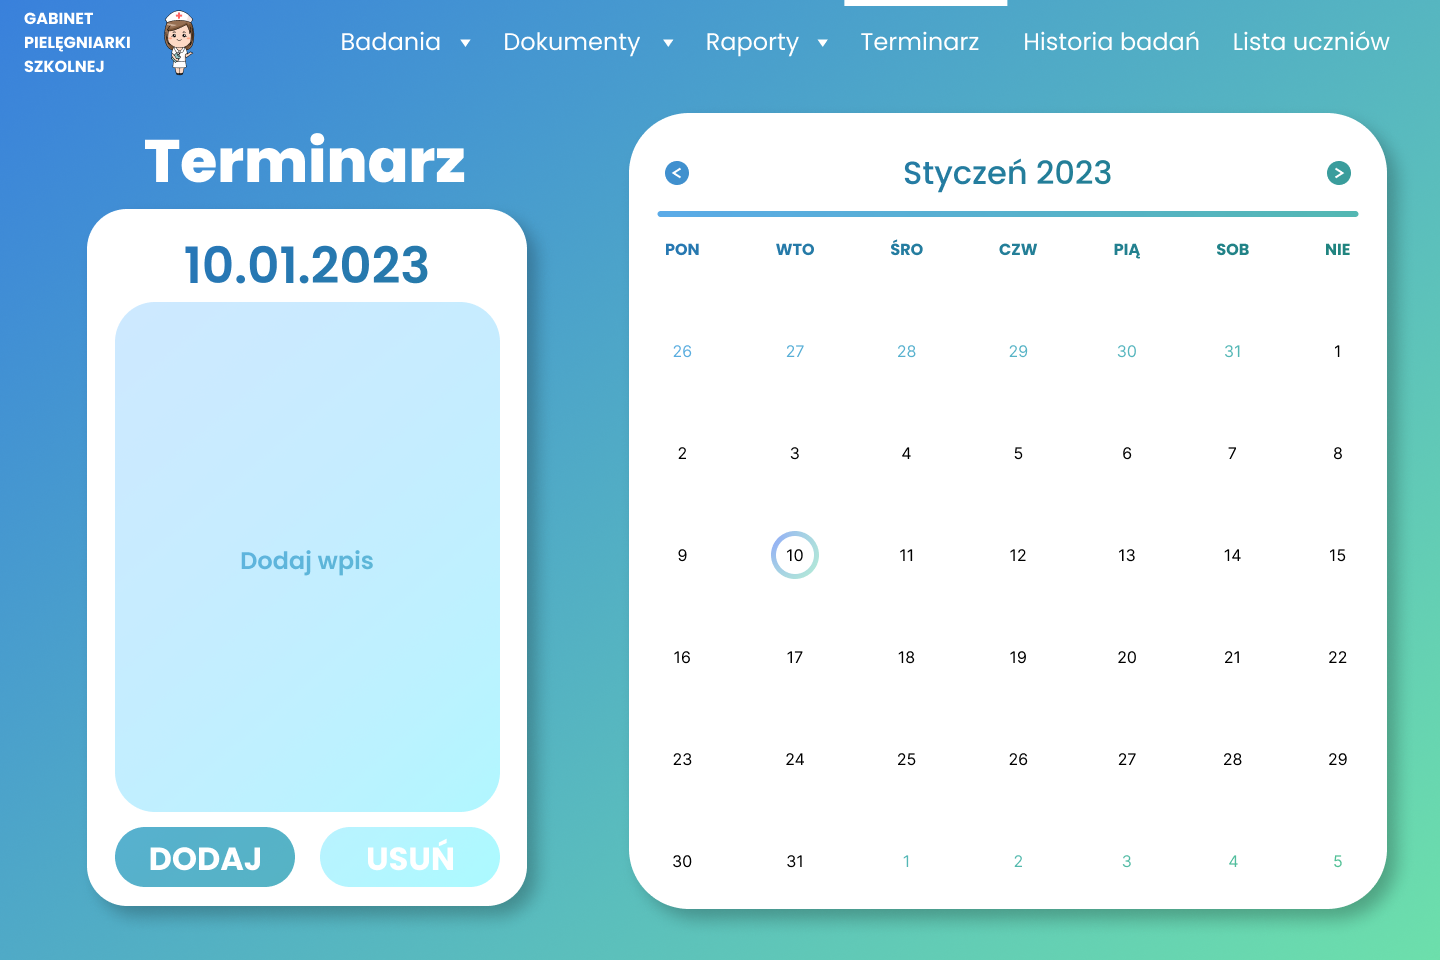 GABINET
PIELĘGNIARKI
SZKOLNEJ
Badania
Dokumenty
Raporty
Terminarz
Historia badań
Lista uczniów
Terminarz
10.01.2023
Dodaj wpis
DODAJ
USUŃ
< Styczeń 2023 >
PON WTO ŚRO CZW PIĄ SOB NIE
26 27 28 29 30 31 1
2 3 4 5 6 7 8
9 10 11 12 13 14 15
16 17 18 19 20 21 22
23 24 25 26 27 28 29
30 31 1 2 3 4 5